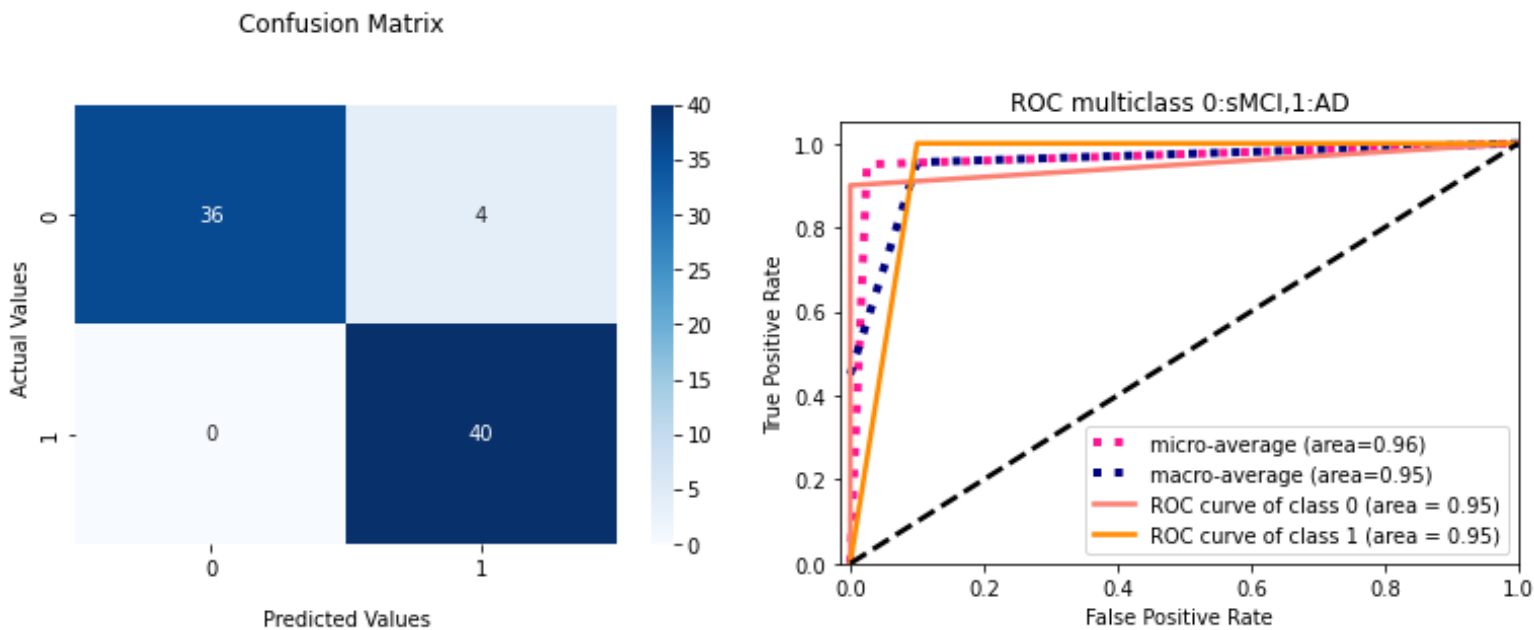 Confusion Matrix
Actual Values
0
36
4
1
0
40
0
1
Predicted Values
40
35
30
25
20
15
10
5
0
ROC multiclass 0:sMCI,1:AD
True Positive Rate
1.0
0.8
0.6
0.4
0.2
0.0
micro-average (area=0.96)
macro-average (area=0.95)
ROC curve of class 0 (area = 0.95)
ROC curve of class 1 (area = 0.95)
0.0
0.2
0.4
0.6
0.8
1.0
False Positive Rate